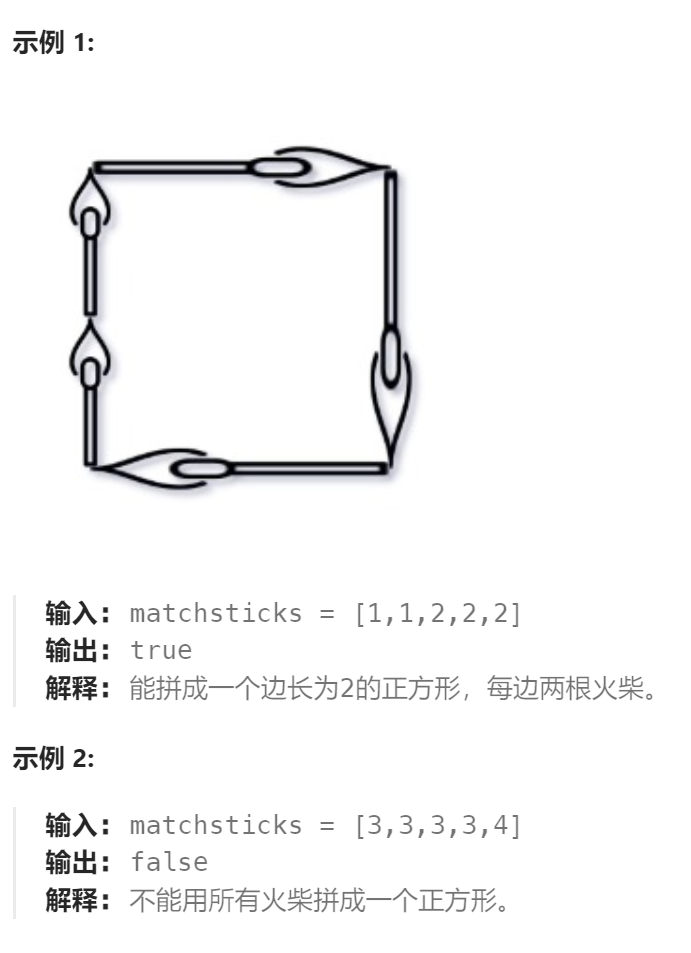 示例 1:
输入：matchsticks = [1,1,2,2,2]
输出：true
解释：能拼成一个边长为2的正方形，每边两根火柴。
示例 2:
输入：matchsticks = [3,3,3,3,4]
输出：false
解释：不能用所有火柴拼成一个正方形。